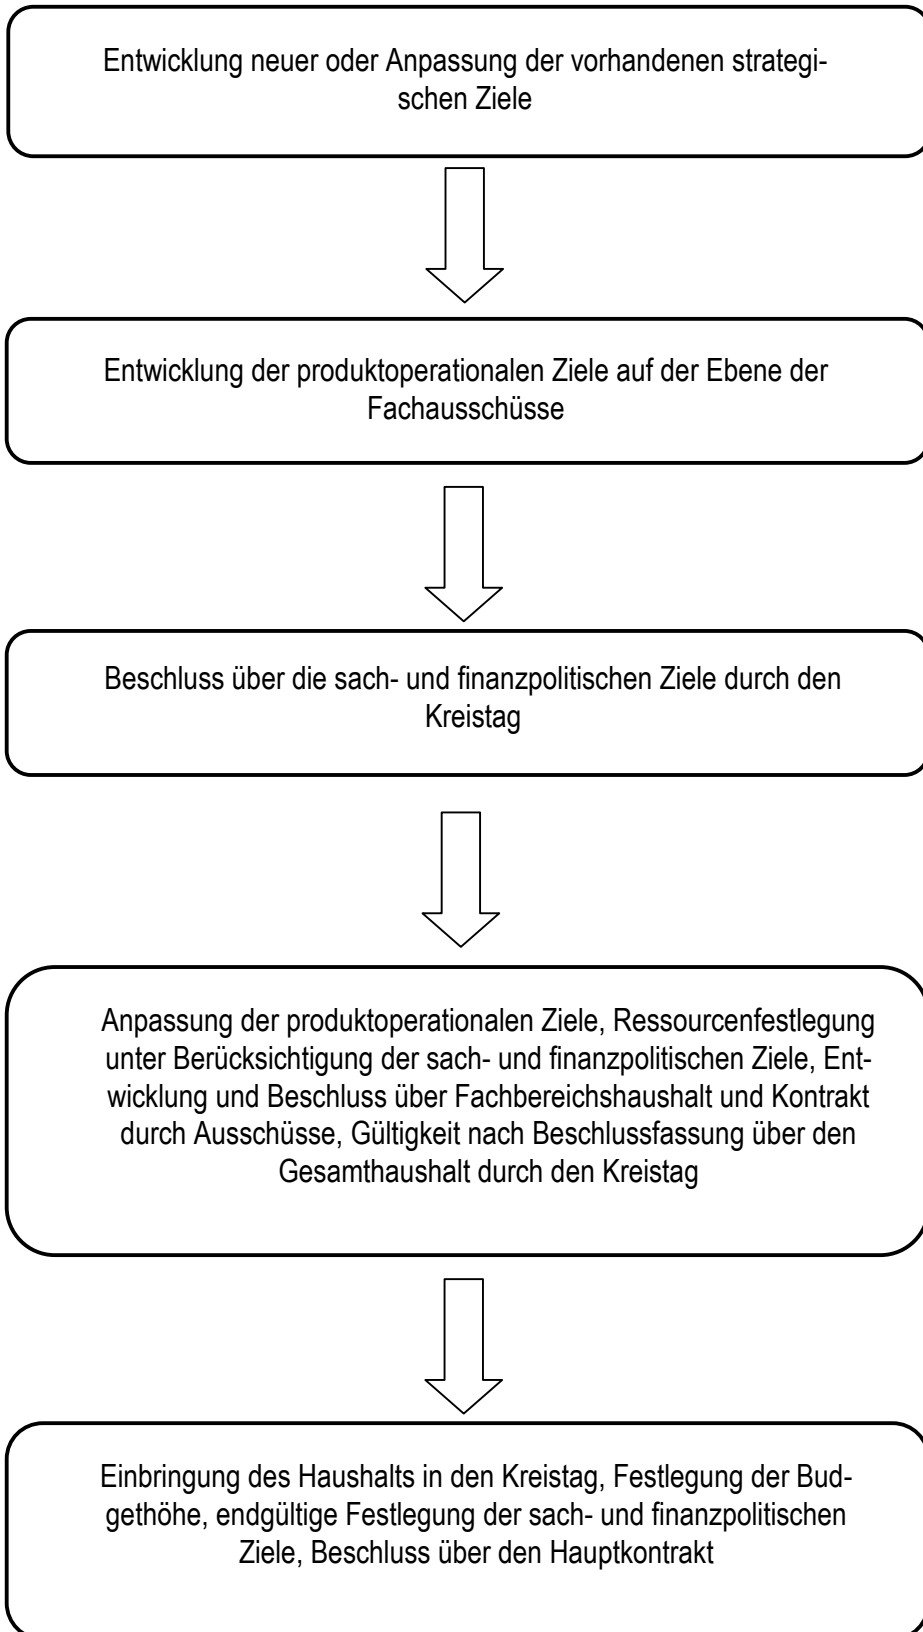 Entwicklung neuer oder Anpassung der vorhandenen strategi-
schen Ziele
Entwicklung der produktoperationalen Ziele auf der Ebene der
Fachausschüsse
Beschluss über die sach- und finanzpolitischen Ziele durch den
Kreistag
Anpassung der produktoperationalen Ziele, Ressourcenfestlegung
unter Berücksichtigung der sach- und finanzpolitischen Ziele, Ent-
wicklung und Beschluss über Fachbereichshaushalt und Kontrakt
durch Ausschüsse, Gültigkeit nach Beschlussfassung über den
Gesamthaushalt durch den Kreistag
Einbringung des Haushalts in den Kreistag, Festlegung der Bud-
gethöhe, endgültige Festlegung der sach- und finanzpolitischen
Ziele, Beschluss über den Hauptkontrakt